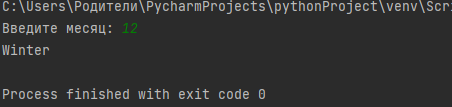 C:\Users\Родители\PycharmProjects\pythonProject\venv\Scr
Введите месяц: 12
Winter
Process finished with exit code 0